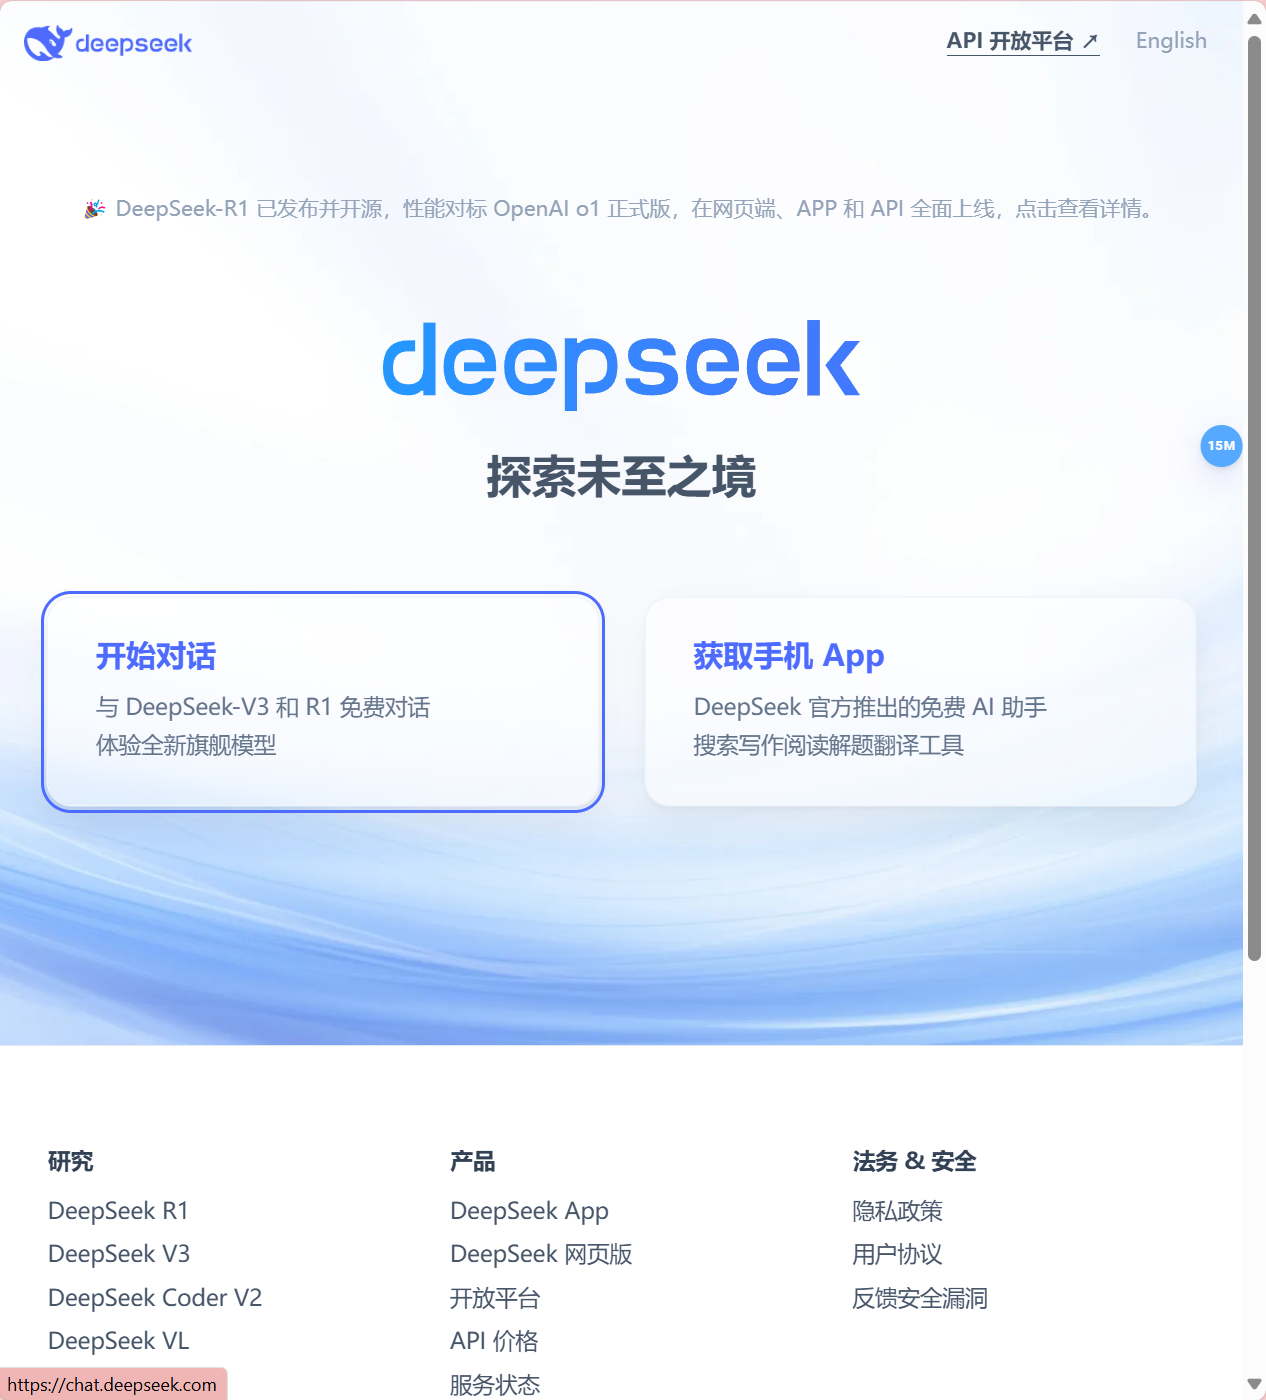 deepseek
API 开放平台 ↗
English
🎉 DeepSeek-R1 已发布并开源，性能对标 OpenAI o1 正式版，在网页端、APP 和 API 全面上线，点击查看详情。
deepseek
探索未至之境
15M
开始对话
与 DeepSeek-V3 和 R1 免费对话
体验全新旗舰模型
获取手机 App
DeepSeek 官方推出的免费 AI 助手
搜索写作阅读解题翻译工具
研究
DeepSeek R1
DeepSeek V3
DeepSeek Coder V2
DeepSeek VL
产品
DeepSeek App
DeepSeek 网页版
开放平台
API 价格
服务状态
法务 & 安全
隐私政策
用户协议
反馈安全漏洞
https://chat.deepseek.com